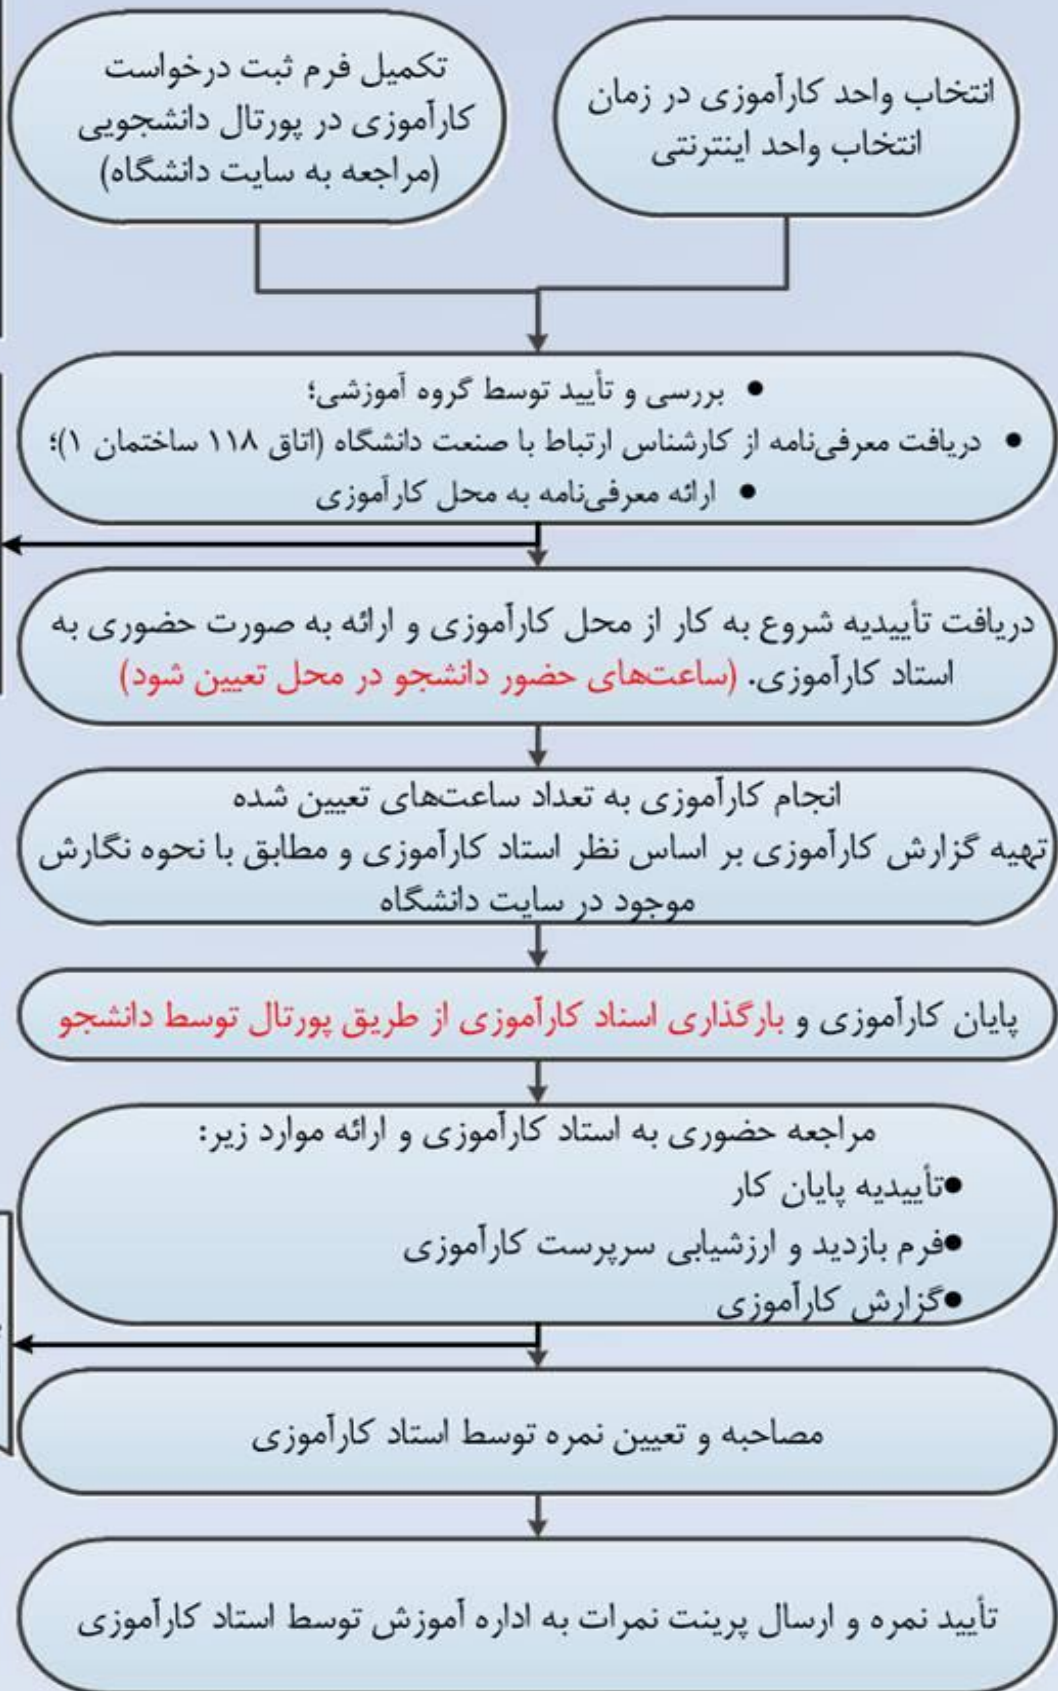 انتخاب واحد کارآموزی در زمان
انتخاب واحد اینترنتی
تکمیل فرم ثبت درخواست
کارآموزی در پورتال دانشجویی
(مراجعه به سایت دانشگاه)
● بررسی و تأیید توسط گروه آموزشی؛
● دریافت معرفی‌نامه از کارشناس ارتباط با صنعت دانشگاه (اتاق ۱۱۸ ساختمان ۱)؛
● ارائه معرفی‌نامه به محل کارآموزی
دریافت تأییدیه شروع به کار از محل کارآموزی و ارائه به صورت حضوری به
استاد کارآموزی. (ساعت‌های حضور دانشجو در محل تعیین شود)
انجام کارآموزی به تعداد ساعت‌های تعیین شده
تهیه گزارش کارآموزی بر اساس نظر استاد کارآموزی و مطابق با نحوه نگارش
موجود در سایت دانشگاه
پایان کارآموزی و بارگذاری اسناد کارآموزی از طریق پورتال توسط دانشجو
مراجعه حضوری به استاد کارآموزی و ارائه موارد زیر:
●تأییدیه پایان کار
●فرم بازدید و ارزشیابی سرپرست کارآموزی
●گزارش کارآموزی
مصاحبه و تعیین نمره توسط استاد کارآموزی
تأیید نمره و ارسال پرینت نمرات به اداره آموزش توسط استاد کارآموزی